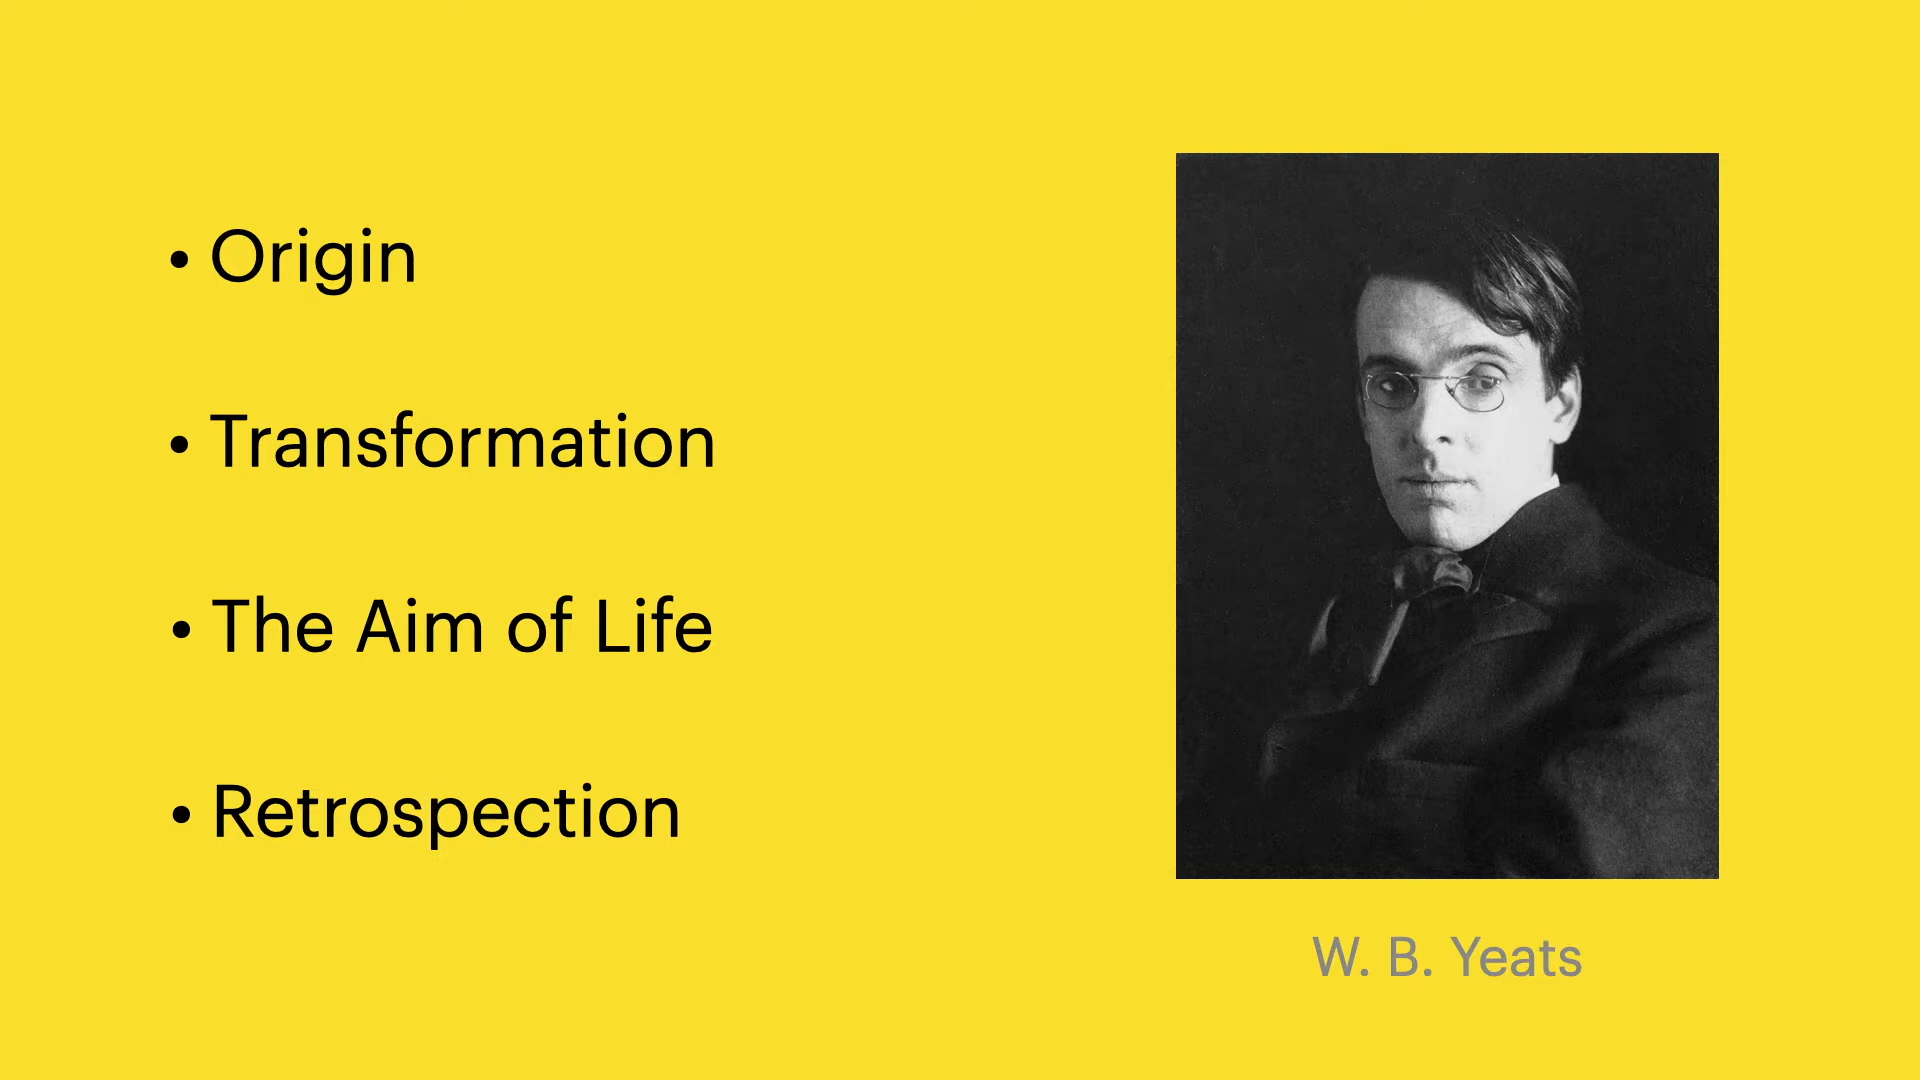 • Origin
• Transformation
• The Aim of Life
• Retrospection
W. B. Yeats